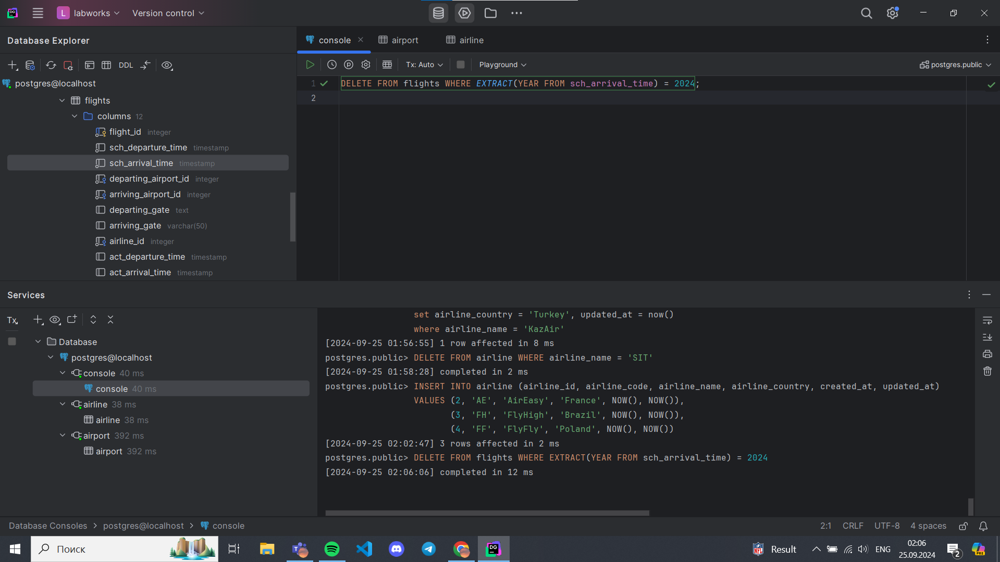 L labworks Version control
Database Explorer
console airport airline
DDL
Tx: Auto Playground postgres.public
postgres@localhost
flights
columns 12
flight_id integer
sch_departure_time timestamp
sch_arrival_time timestamp
departing_airport_id integer
arriving_airport_id integer
departing_gate text
arriving_gate varchar(50)
airline_id integer
act_departure_time timestamp
act_arrival_time timestamp
1 DELETE FROM flights WHERE EXTRACT(YEAR FROM sch_arrival_time) = 2024;
2
Services
Tx
Database
postgres@localhost
console 40 ms
console 40 ms
airline 38 ms
airline 38 ms
airport 392 ms
airport 392 ms
set airline_country = 'Turkey', updated_at = now()
where airline_name = 'KazAir'
[2024-09-25 01:56:55] 1 row affected in 8 ms
postgres.public> DELETE FROM airline WHERE airline_name = 'SIT'
[2024-09-25 01:58:28] completed in 2 ms
postgres.public> INSERT INTO airline (airline_id, airline_code, airline_name, airline_country, created_at, updated_at)
VALUES (2, 'AE', 'AirEasy', 'France', NOW(), NOW()),
(3, 'FH', 'FlyHigh', 'Brazil', NOW(), NOW()),
(4, 'FF', 'FlyFly', 'Poland', NOW(), NOW())
[2024-09-25 02:02:47] 3 rows affected in 2 ms
postgres.public> DELETE FROM flights WHERE EXTRACT(YEAR FROM sch_arrival_time) = 2024
[2024-09-25 02:06:06] completed in 12 ms
Database Consoles > postgres@localhost > console
2:1 CRLF UTF-8 4 spaces
Поиск
DG
NFL
Result
ENG
02:06
25.09.2024
2
PRE